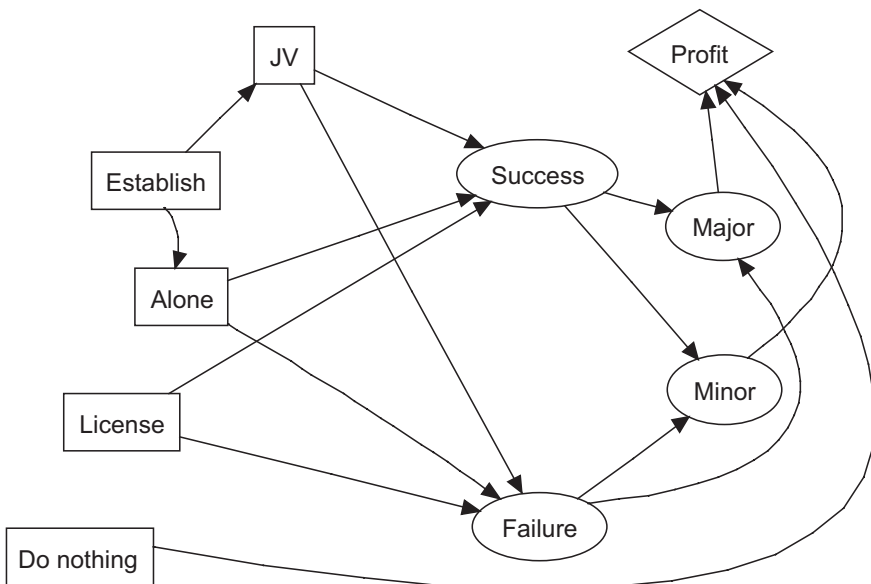 JV
Profit
Establish
Success
Major
Alone
Minor
License
Failure
Do nothing